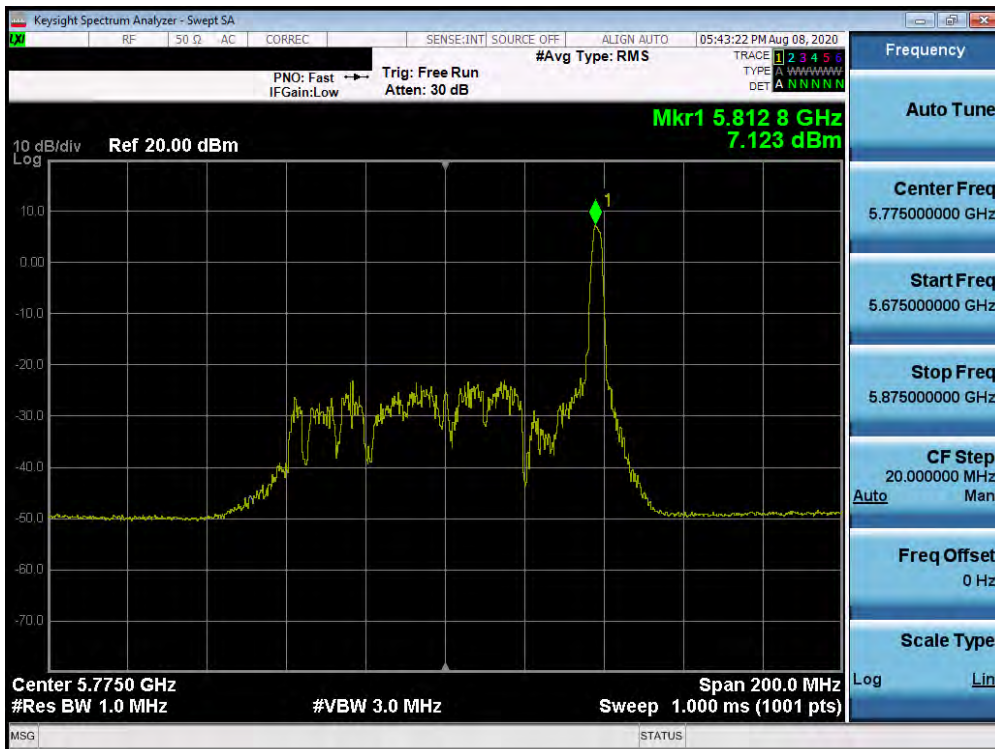 Keysight Spectrum Analyzer - Swept SA
LXI RF 50 Ω AC CORREC SENSE:INT SOURCE OFF ALIGN AUTO 05:43:22 PM Aug 08, 2020
#Avg Type: RMS TRACE 1 2 3 4 5 6
PNO: Fast Trig: Free Run TYPE A WWWWW
IFGain:Low Atten: 30 dB DET A N N N N N
Mkr1 5.812 8 GHz
7.123 dBm
10 dB/div Ref 20.00 dBm
Log
1
10.0
0.00
-10.0
-20.0
-30.0
-40.0
-50.0
-60.0
-70.0
Center 5.7750 GHz Span 200.0 MHz
#Res BW 1.0 MHz #VBW 3.0 MHz Sweep 1.000 ms (1001 pts)
MSG STATUS
Frequency
Auto Tune
Center Freq
5.775000000 GHz
Start Freq
5.675000000 GHz
Stop Freq
5.875000000 GHz
CF Step
20.000000 MHz
Auto Man
Freq Offset
0 Hz
Scale Type
Log Lin